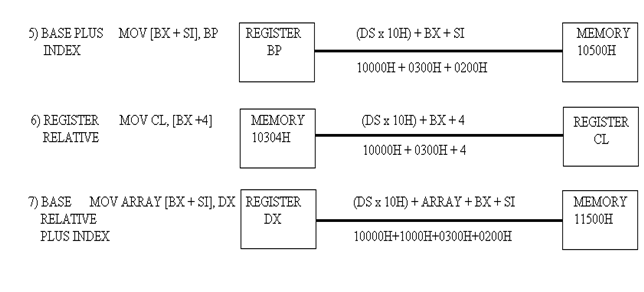 5) BASE PLUS MOV [BX + SI], BP REGISTER (DS x 10H) + BX + SI MEMORY
INDEX BP 10000H + 0300H + 0200H 10500H
6) REGISTER MOV CL, [BX +4] MEMORY (DS x 10H) + BX + 4 REGISTER
RELATIVE 10304H 10000H + 0300H + 4 CL
7) BASE MOV ARRAY [BX + SI], DX REGISTER (DS x 10H) + ARRAY + BX + SI MEMORY
RELATIVE DX 11500H
PLUS INDEX 10000H+1000H+0300H+0200H